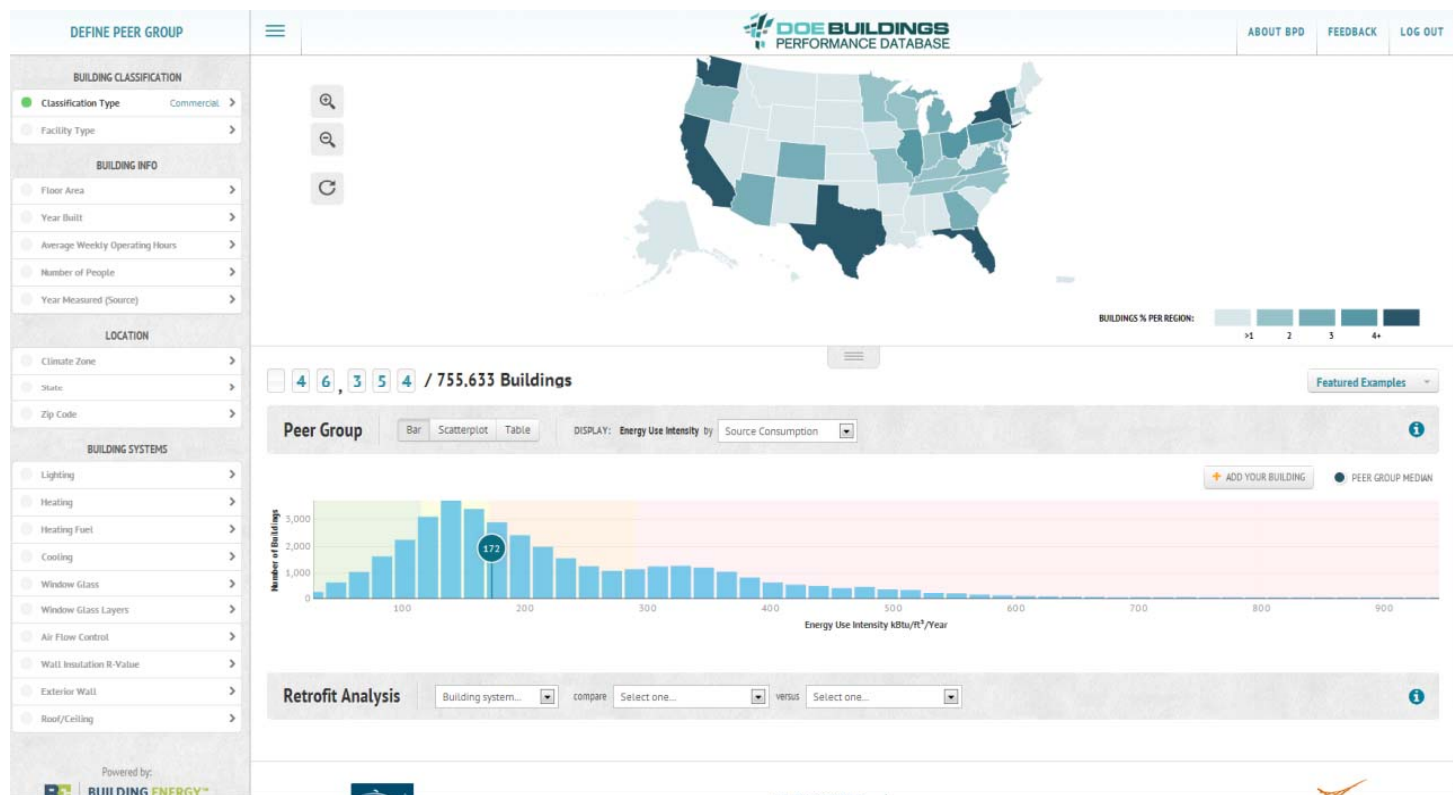 DEFINE PEER GROUP
DOE BUILDINGS
PERFORMANCE DATABASE
ABOUT BPD FEEDBACK LOG OUT
BUILDING CLASSIFICATION
Classification Type Commercial
Facility Type
BUILDING INFO
Floor Area
Year Built
Average Weekly Operating Hours
Number of People
Year Measured (Source)
LOCATION
Climate Zone
State
Zip Code
BUILDING SYSTEMS
Lighting
Heating
Heating Fuel
Cooling
Window Glass
Window Glass Layers
Air Flow Control
Wall Insulation R-Value
Exterior Wall
Roof/Ceiling
Powered by:
BUILDING ENERGY™
BUILDINGS % PER REGION:
>1 2 3 4+
46,354 / 755,633 Buildings
Featured Examples
Peer Group Bar Scatterplot Table DISPLAY: Energy Use Intensity by Source Consumption
+ ADD YOUR BUILDING PEER GROUP MEDIAN
Number of Buildings
3,000
2,000
1,000
0
172
100 200 300 400 500 600 700 800 900
Energy Use Intensity kBtu/ft²/Year
Retrofit Analysis Building system... compare Select one... versus Select one...